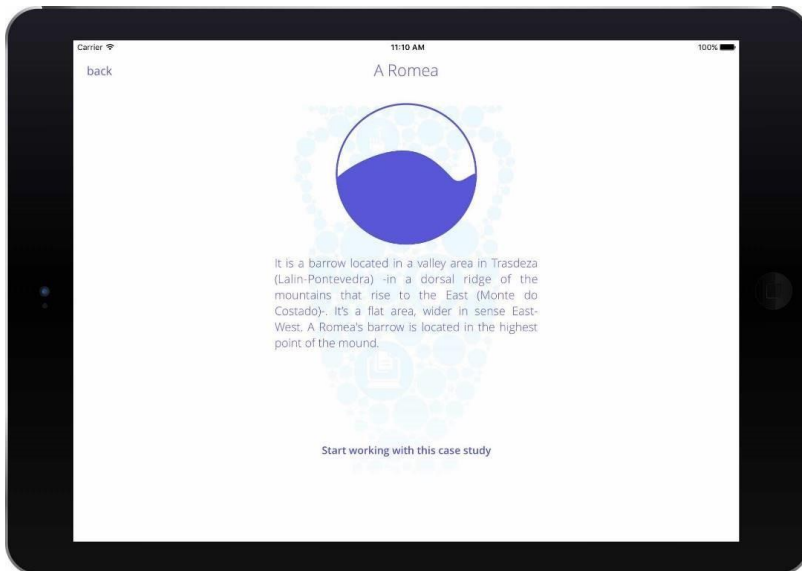 Carrier 11:10 AM 100%
back A Romea
It is a barrow located in a valley area in Trasdeza
(Lalin-Pontevedra) -in a dorsal ridge of the
mountains that rise to the East (Monte do
Costado)-. It's a flat area, wider in sense East-
West. A Romea's barrow is located in the highest
point of the mound.
Start working with this case study